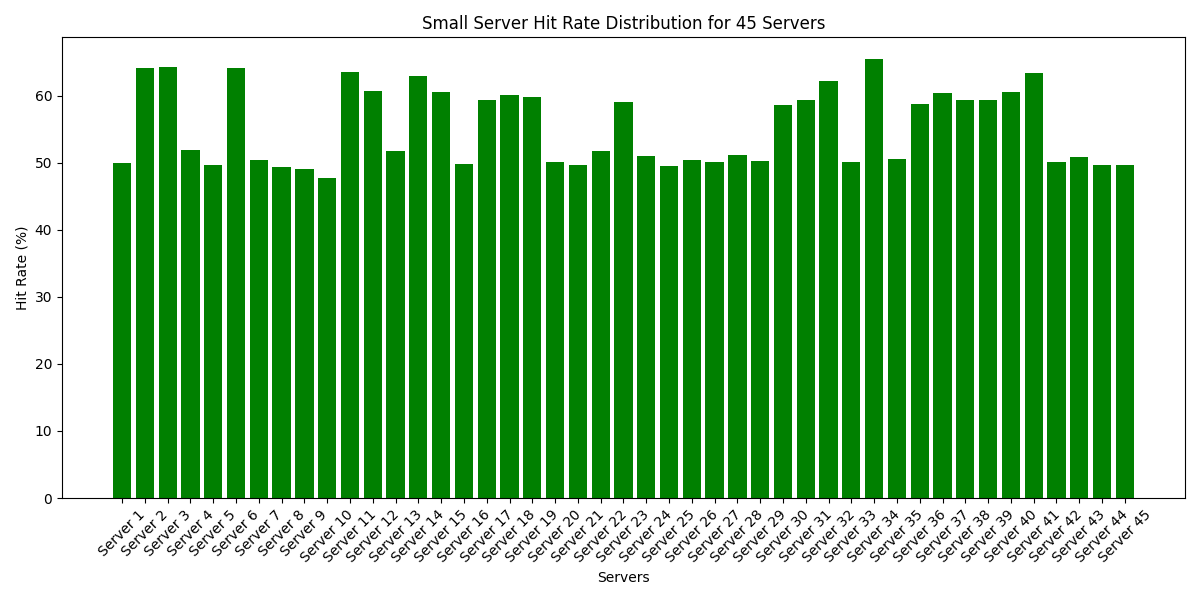 Small Server Hit Rate Distribution for 45 Servers
Hit Rate (%)
60
50
40
30
20
10
0
Server 1
Server 2
Server 3
Server 4
Server 5
Server 6
Server 7
Server 8
Server 9
Server 10
Server 11
Server 12
Server 13
Server 14
Server 15
Server 16
Server 17
Server 18
Server 19
Server 20
Server 21
Server 22
Server 23
Server 24
Server 25
Server 26
Server 27
Server 28
Server 29
Server 30
Server 31
Server 32
Server 33
Server 34
Server 35
Server 36
Server 37
Server 38
Server 39
Server 40
Server 41
Server 42
Server 43
Server 44
Server 45
Servers